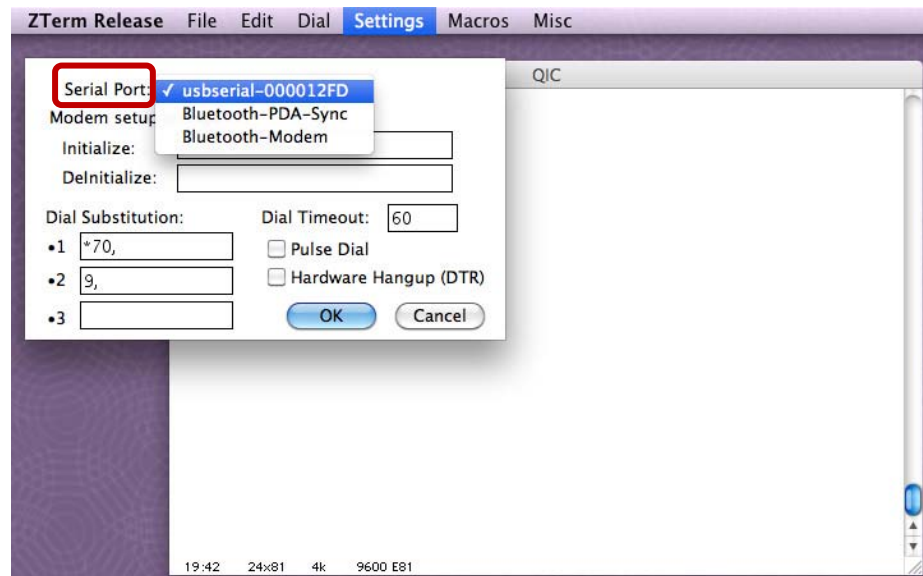 ZTerm Release File Edit Dial Settings Macros Misc
QIC
Serial Port: ✓ usbserial-000012FD
Bluetooth-PDA-Sync
Bluetooth-Modem
Modem setup
Initialize:
DeInitialize:
Dial Substitution: Dial Timeout: 60
•1 *70, Pulse Dial
•2 9, Hardware Hangup (DTR)
•3 OK Cancel
19:42 24x81 4k 9600 E81